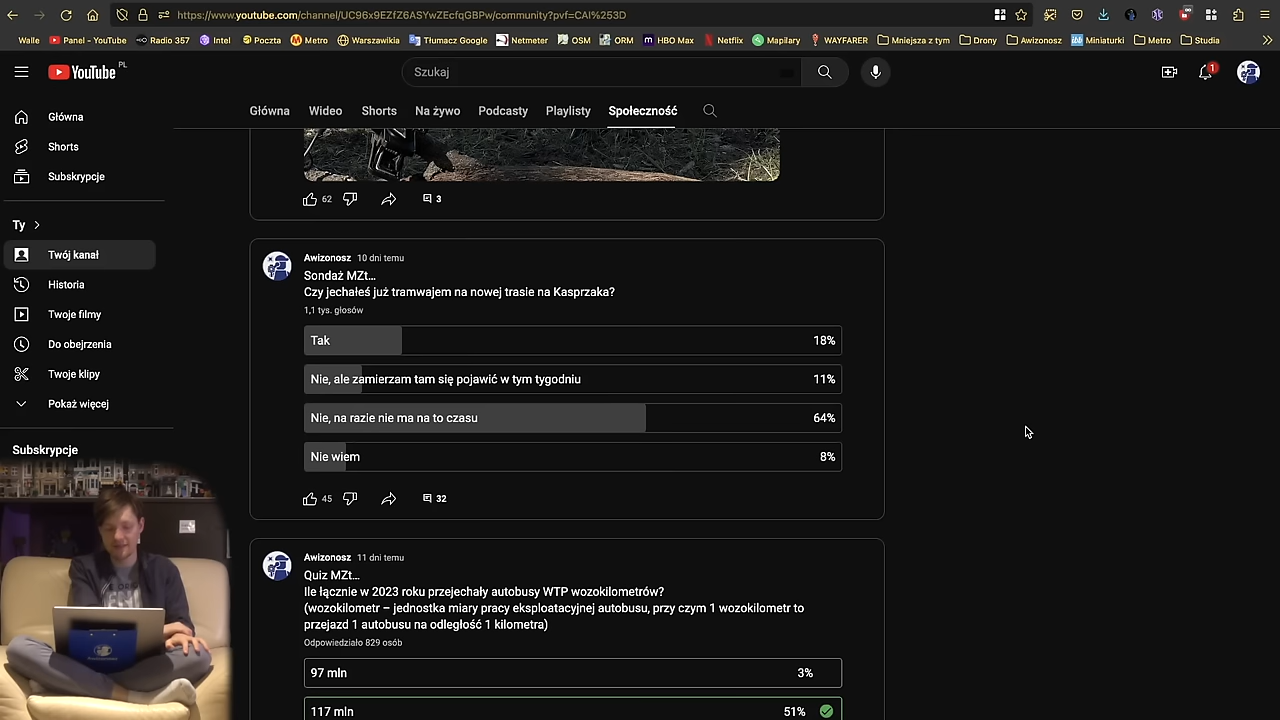 https://www.youtube.com/channel/UC96x9EZfZ6ASYwZEcfqGBPw/community?pvf=CAI%253D
Walle
Panel - YouTube
Radio 357
Intel
Poczta
Metro
Warszawikia
Tłumacz Google
Netmeter
OSM
ORM
HBO Max
Netflix
Mapilary
WAYFARER
Mniejsza z tym
Drony
Awizonosz
Miniaturki
Metro
Studia
YouTube PL
Szukaj
1
Główna
Wideo
Shorts
Na żywo
Podcasty
Playlisty
Społeczność
Główna
Shorts
Subskrypcje
Ty
Twój kanał
Historia
Twoje filmy
Do obejrzenia
Twoje klipy
Pokaż więcej
Subskrypcje
62
3
Awizonosz 10 dni temu
Sondaż MZt...
Czy jechałeś już tramwajem na nowej trasie na Kasprzaka?
1,1 tys. głosów
Tak 18%
Nie, ale zamierzam tam się pojawić w tym tygodniu 11%
Nie, na razie nie ma na to czasu 64%
Nie wiem 8%
45
32
Awizonosz 11 dni temu
Quiz MZt...
Ile łącznie w 2023 roku przejechały autobusy WTP wozokilometrów?
(wozokilometr – jednostka miary pracy eksploatacyjnej autobusu, przy czym 1 wozokilometr to
przejazd 1 autobusu na odległość 1 kilometra)
Odpowiedziało 829 osób
97 mln 3%
117 mln 51%